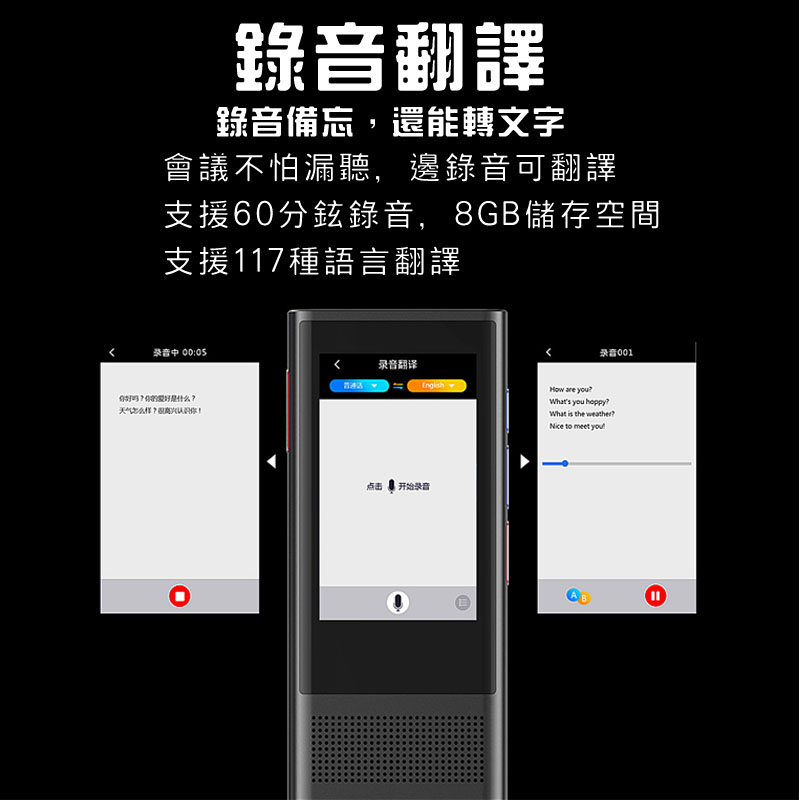 錄音翻譯
錄音備忘，還能轉文字
會議不怕漏聽，邊錄音可翻譯
支援60分鉉錄音，8GB儲存空間
支援117種語言翻譯
录音中 00:05
你好吗？你的爱好是什么？
天气怎么样？很高兴认识你！
录音翻译
普通话
English
点击 开始录音
录音001
How are you?
What's you hoppy?
What is the weather?
Nice to meet you!
A
B